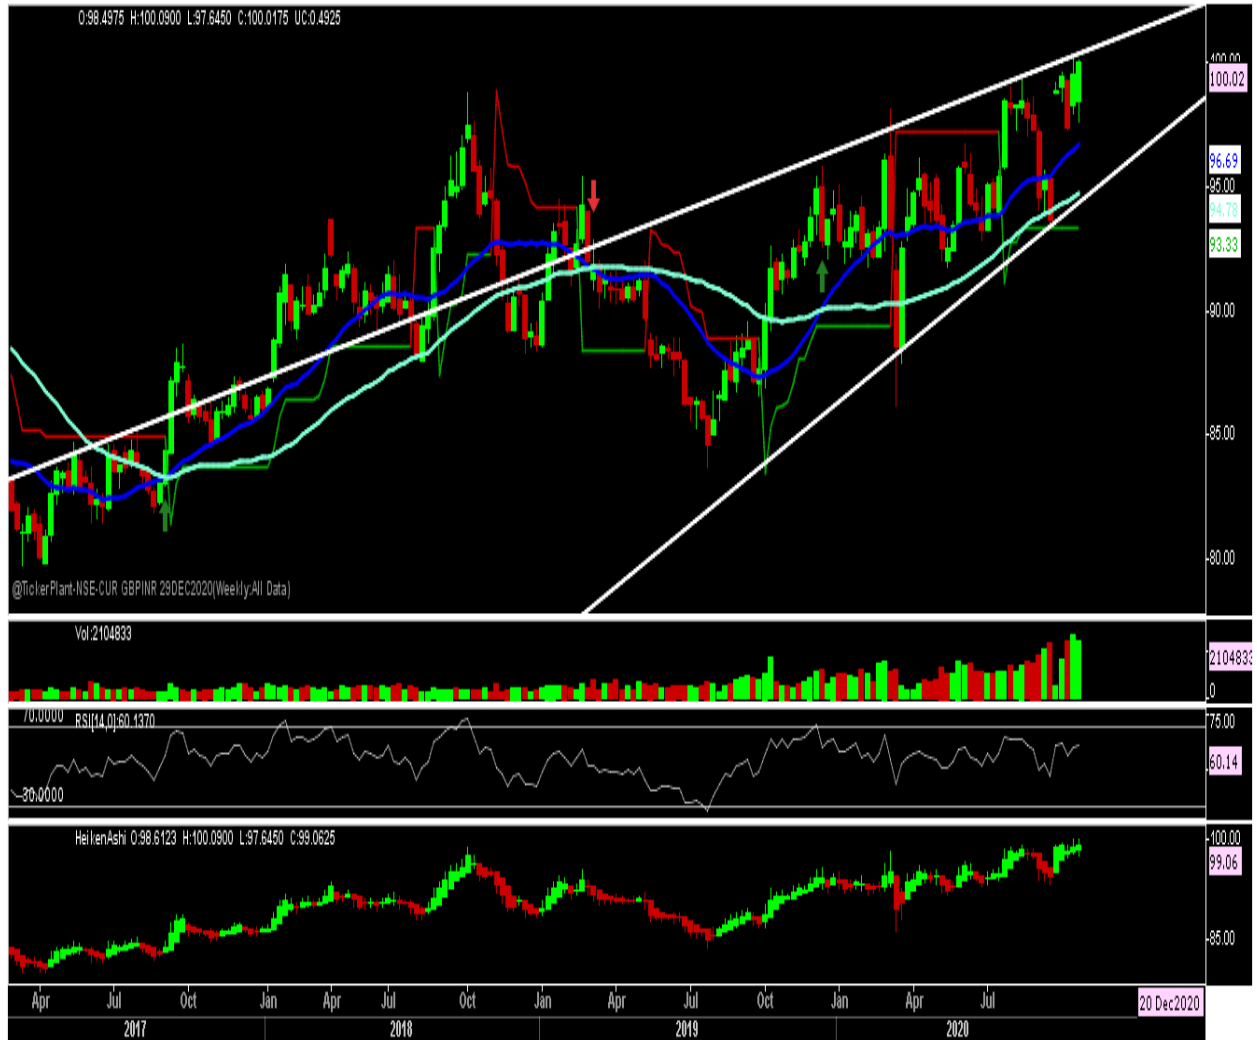 O:98.4975 H:100.0900 L:97.6450 C:100.0175 UC:0.4925
100.00
100.02
96.69
95.00
94.78
93.33
90.00
85.00
80.00
@TickerPlant-NSE-CUR GBPINR 29DEC2020(Weekly:All Data)
Vol:2104833
2104833
0
70.0000 RSI[14,0]:60.1370
75.00
60.14
30.0000
HeikenAshi O:98.6123 H:100.0900 L:97.6450 C:99.0625
100.00
99.06
85.00
Apr Jul Oct Jan Apr Jul Oct Jan Apr Jul Oct Jan Apr Jul 20 Dec2020
2017 2018 2019 2020